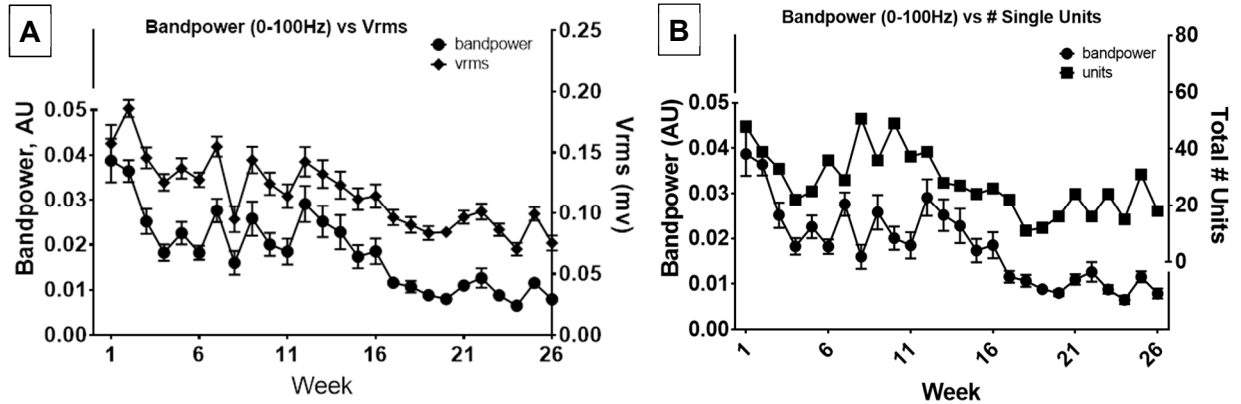 A
Bandpower (0-100Hz) vs Vrms
bandpower
vrms
Bandpower, AU
0.05
0.04
0.03
0.02
0.01
0.00
0.25
0.20
0.15
0.10
0.05
0.00
Vrms (mv)
1 6 11 16 21 26
Week
B
Bandpower (0-100Hz) vs # Single Units
bandpower
units
Bandpower (AU)
0.05
0.04
0.03
0.02
0.01
0.00
80
60
40
20
0
Total # Units
1 6 11 16 21 26
Week